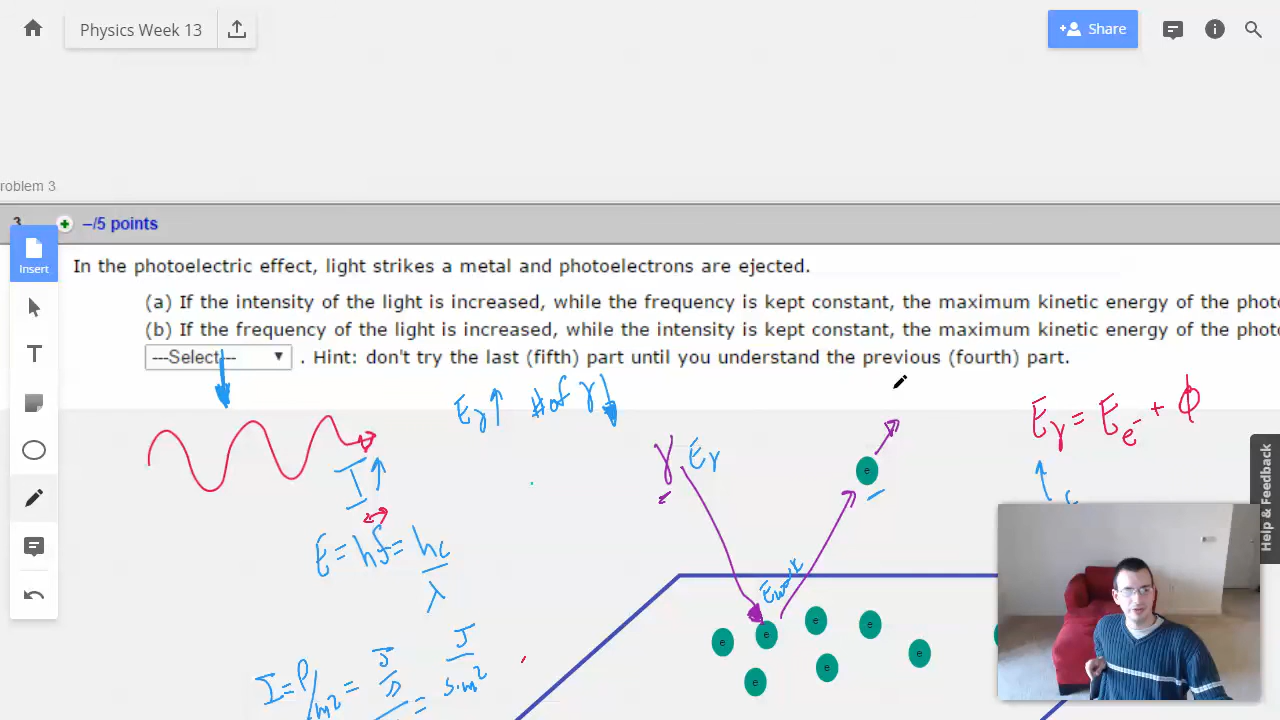 Physics Week 13
Share
roblem 3
3
–/5 points
Insert
In the photoelectric effect, light strikes a metal and photoelectrons are ejected.
(a) If the intensity of the light is increased, while the frequency is kept constant, the maximum kinetic energy of the photo
(b) If the frequency of the light is increased, while the intensity is kept constant, the maximum kinetic energy of the photo
---Select--- . Hint: don't try the last (fifth) part until you understand the previous (fourth) part.
Eγ↑ # of γ↓
γ Eγ
Eγ = Ee- + ϕ
I↑
e
E = hf = hc/λ
Ework
e e e e e e e
I = P/m² = J/s = J/s·m²
Help & Feedback